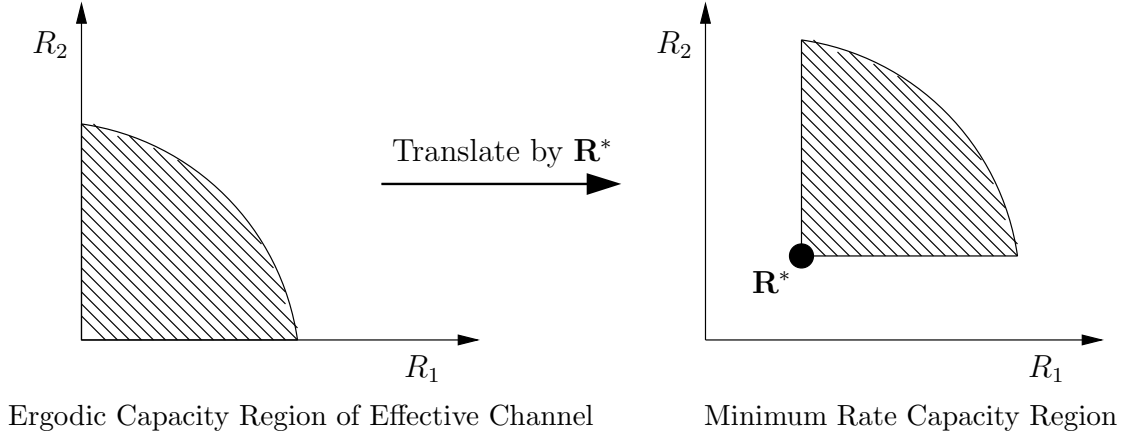 R₂
R₁
Ergodic Capacity Region of Effective Channel
Translate by R*
R₂
R*
R₁
Minimum Rate Capacity Region